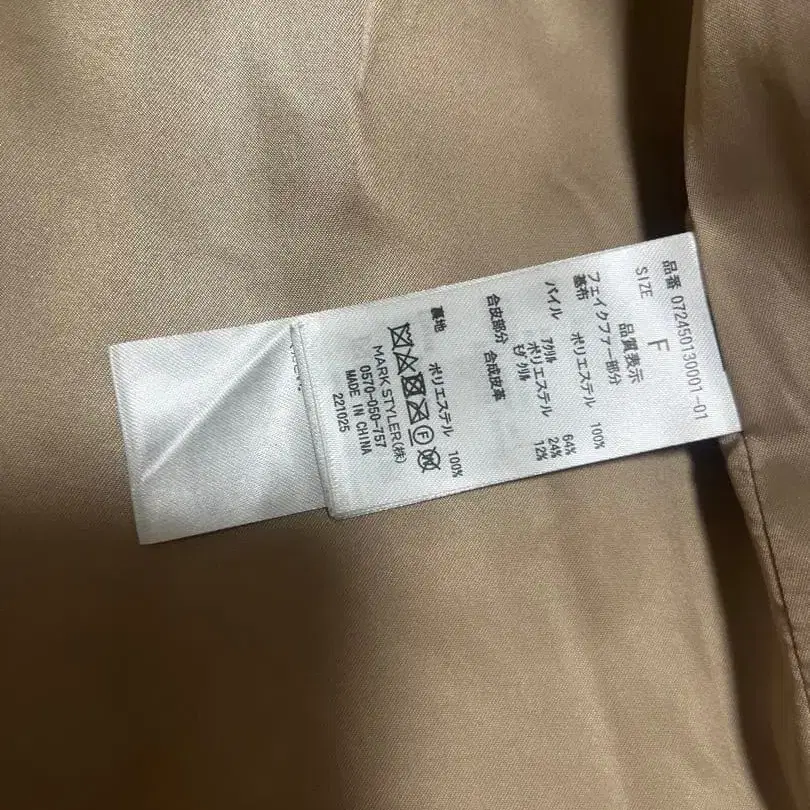 品番 072450130001-01
SIZE F
品質表示
フェイクファー部分
基布 ポリエステル 100%
パイル アクリル 64%
ポリエステル 24%
モダクリル 12%
合皮部分 合成皮革
裏地 ポリエステル 100%
MARK STYLER(株)
0570-050-757
MADE IN CHINA
221025